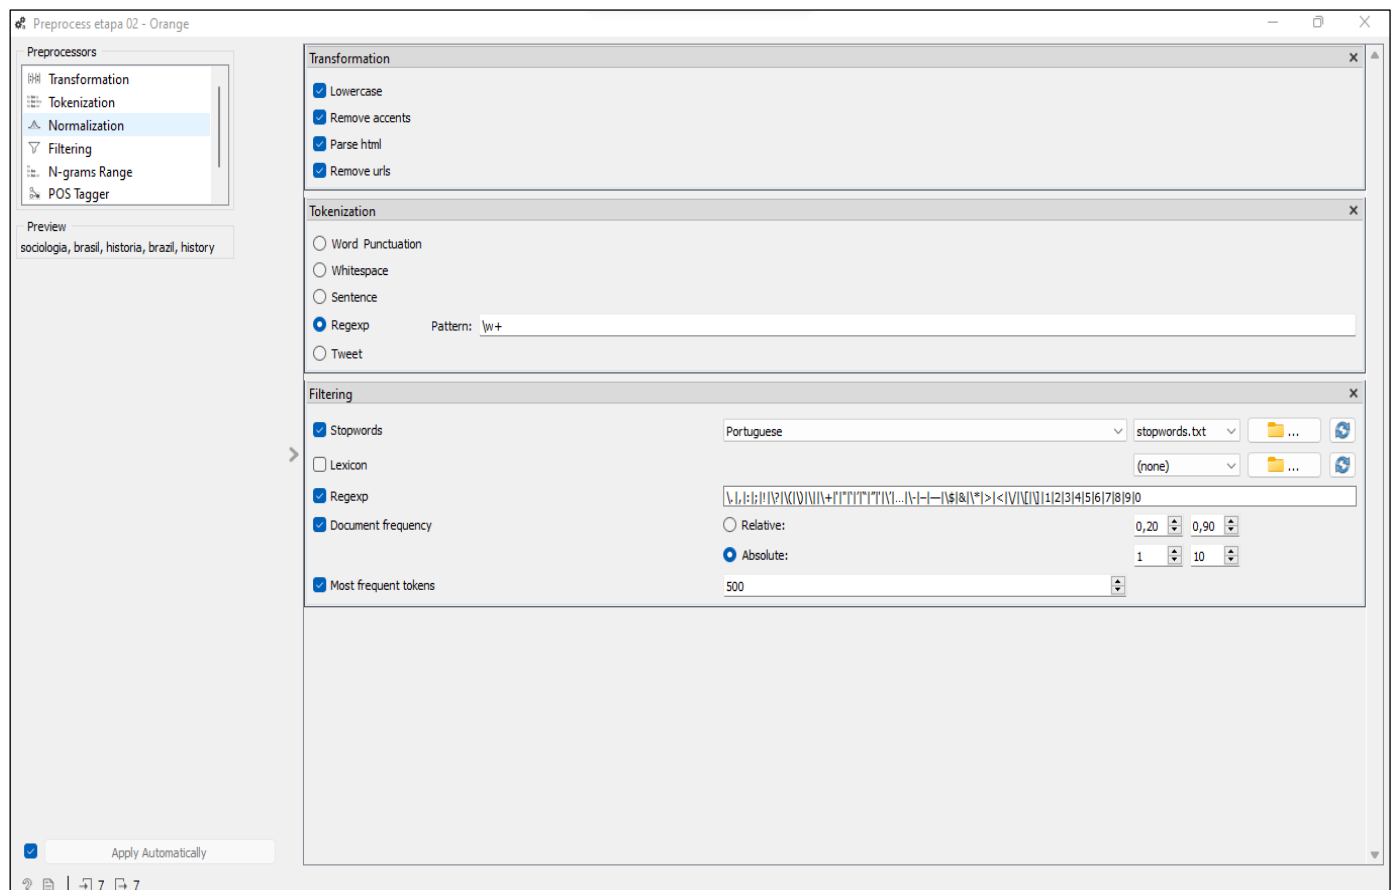 Preprocess etapa 02 - Orange
Preprocessors
Transformation
Tokenization
Normalization
Filtering
N-grams Range
POS Tagger
Preview
sociologia, brasil, historia, brazil, history
Transformation
Lowercase
Remove accents
Parse html
Remove urls
Tokenization
Word Punctuation
Whitespace
Sentence
Regexp Pattern: \w+
Tweet
Filtering
Stopwords Portuguese stopwords.txt ...
Lexicon (none) ...
Regexp
Document frequency Relative: 0,20 0,90
Absolute: 1 10
Most frequent tokens 500
Apply Automatically
7 7